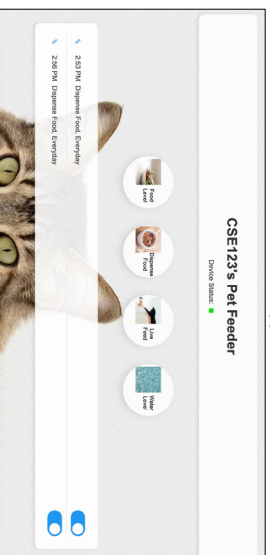 CSE123's Pet Feeder
Device Status:
Food
Level
Dispense
Food
Live
Feed
Water
Level
2:53 PM Dispense Food, Everyday
2:56 PM Dispense Food, Everyday